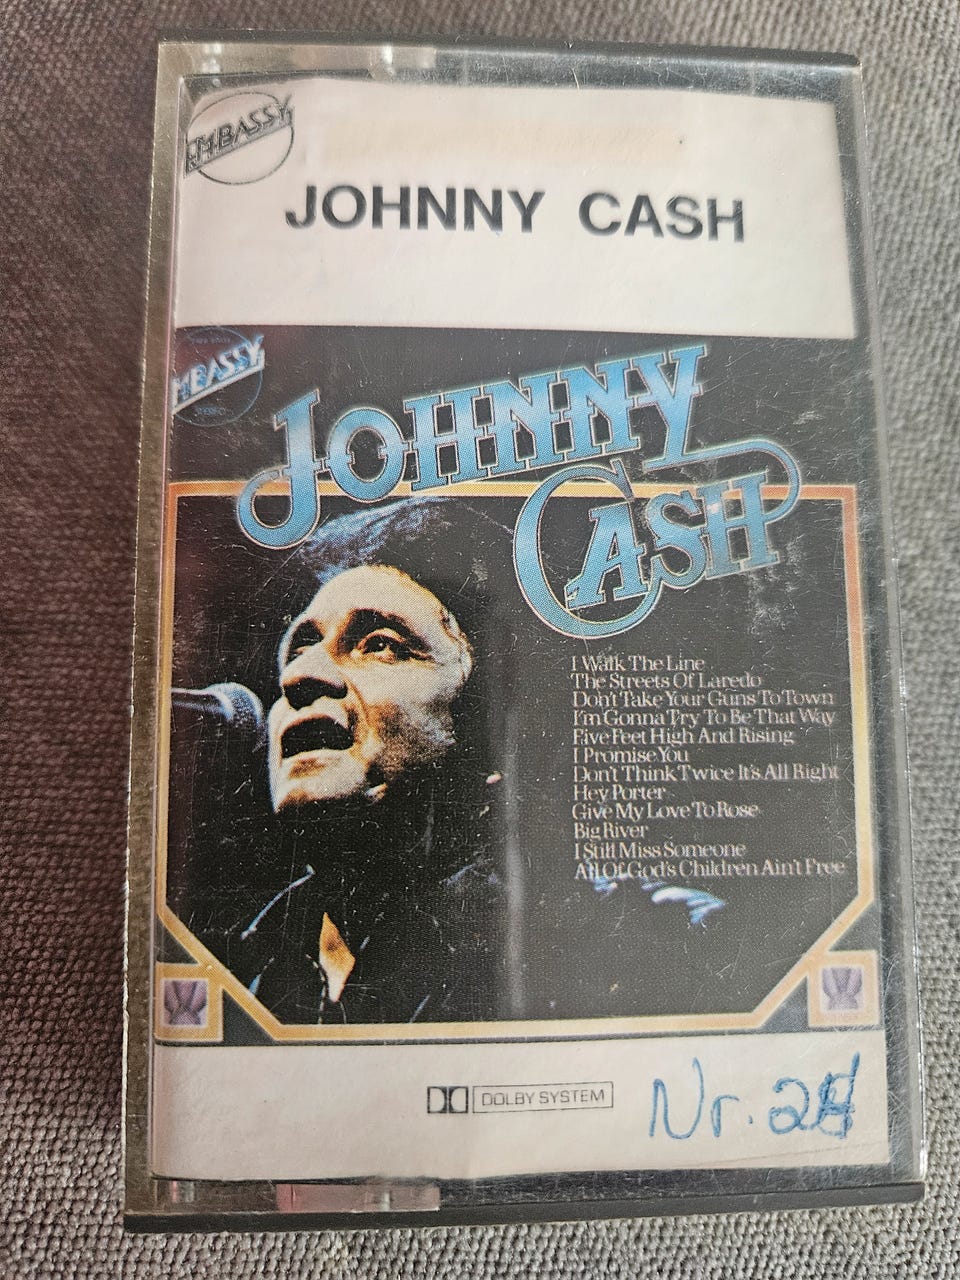 EMBASSY
JOHNNY CASH
EMBASSY
STEREO
JOHNNY
CASH
I Walk The Line
The Streets Of Laredo
Don't Take Your Guns To Town
I'm Gonna Try To Be That Way
Five Feet High And Rising
I Promise You
Don't Think Twice It's All Right
Hey Porter
Give My Love To Rose
Big River
I Still Miss Someone
All Of God's Children Ain't Free
DOLBY SYSTEM
Nr.